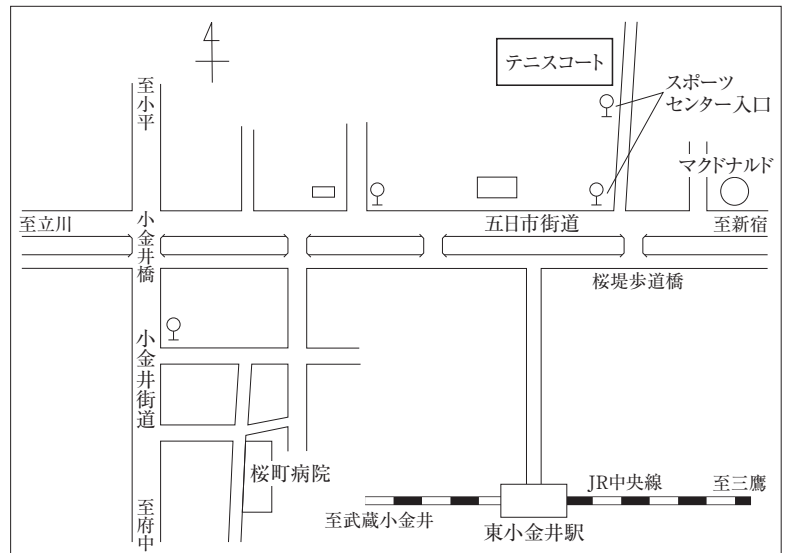 テニスコート
スポーツ
センター入口
マクドナルド
至小平
至立川
小金井橋
五日市街道
至新宿
桜堤歩道橋
小金井街道
桜町病院
至府中
JR中央線
至三鷹
至武蔵小金井
東小金井駅